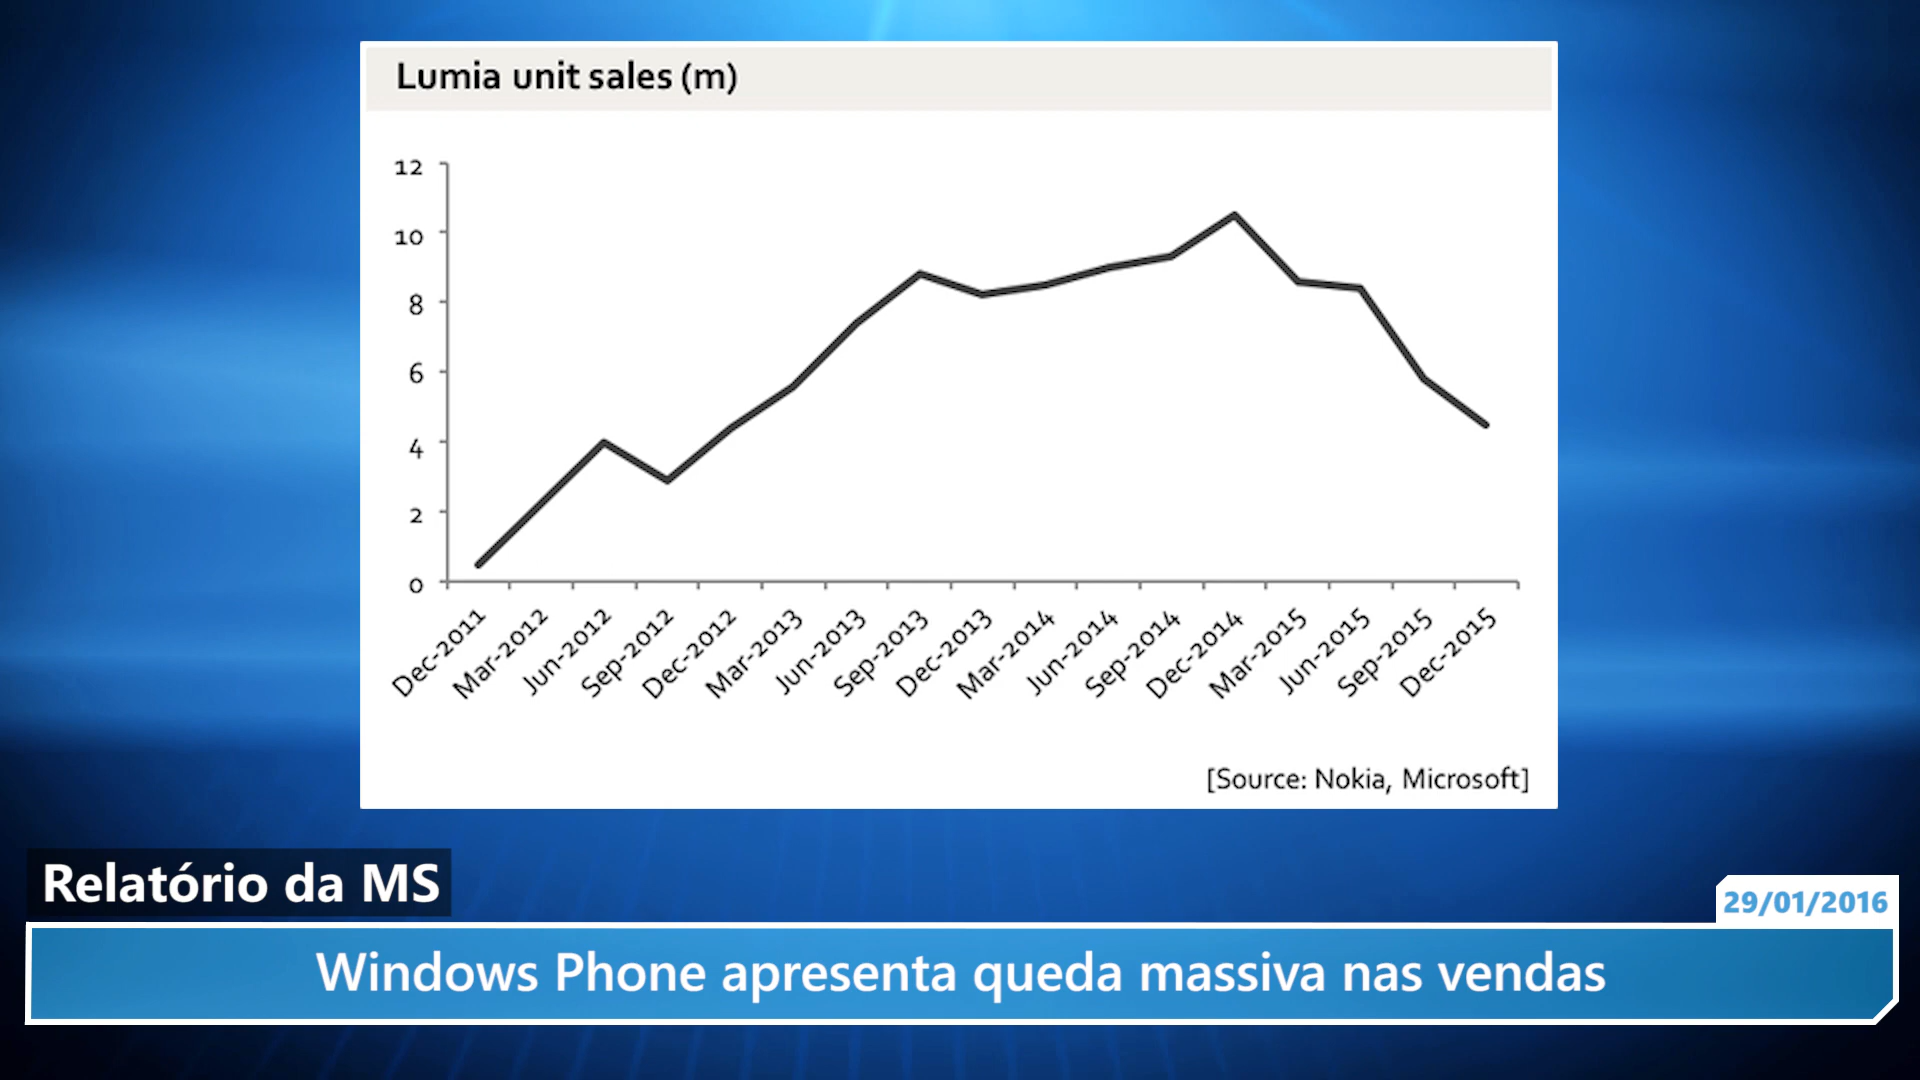 Lumia unit sales (m)
12
10
8
6
4
2
0
Dec-2011
Mar-2012
Jun-2012
Sep-2012
Dec-2012
Mar-2013
Jun-2013
Sep-2013
Dec-2013
Mar-2014
Jun-2014
Sep-2014
Dec-2014
Mar-2015
Jun-2015
Sep-2015
Dec-2015
[Source: Nokia, Microsoft]
Relatório da MS
29/01/2016
Windows Phone apresenta queda massiva nas vendas